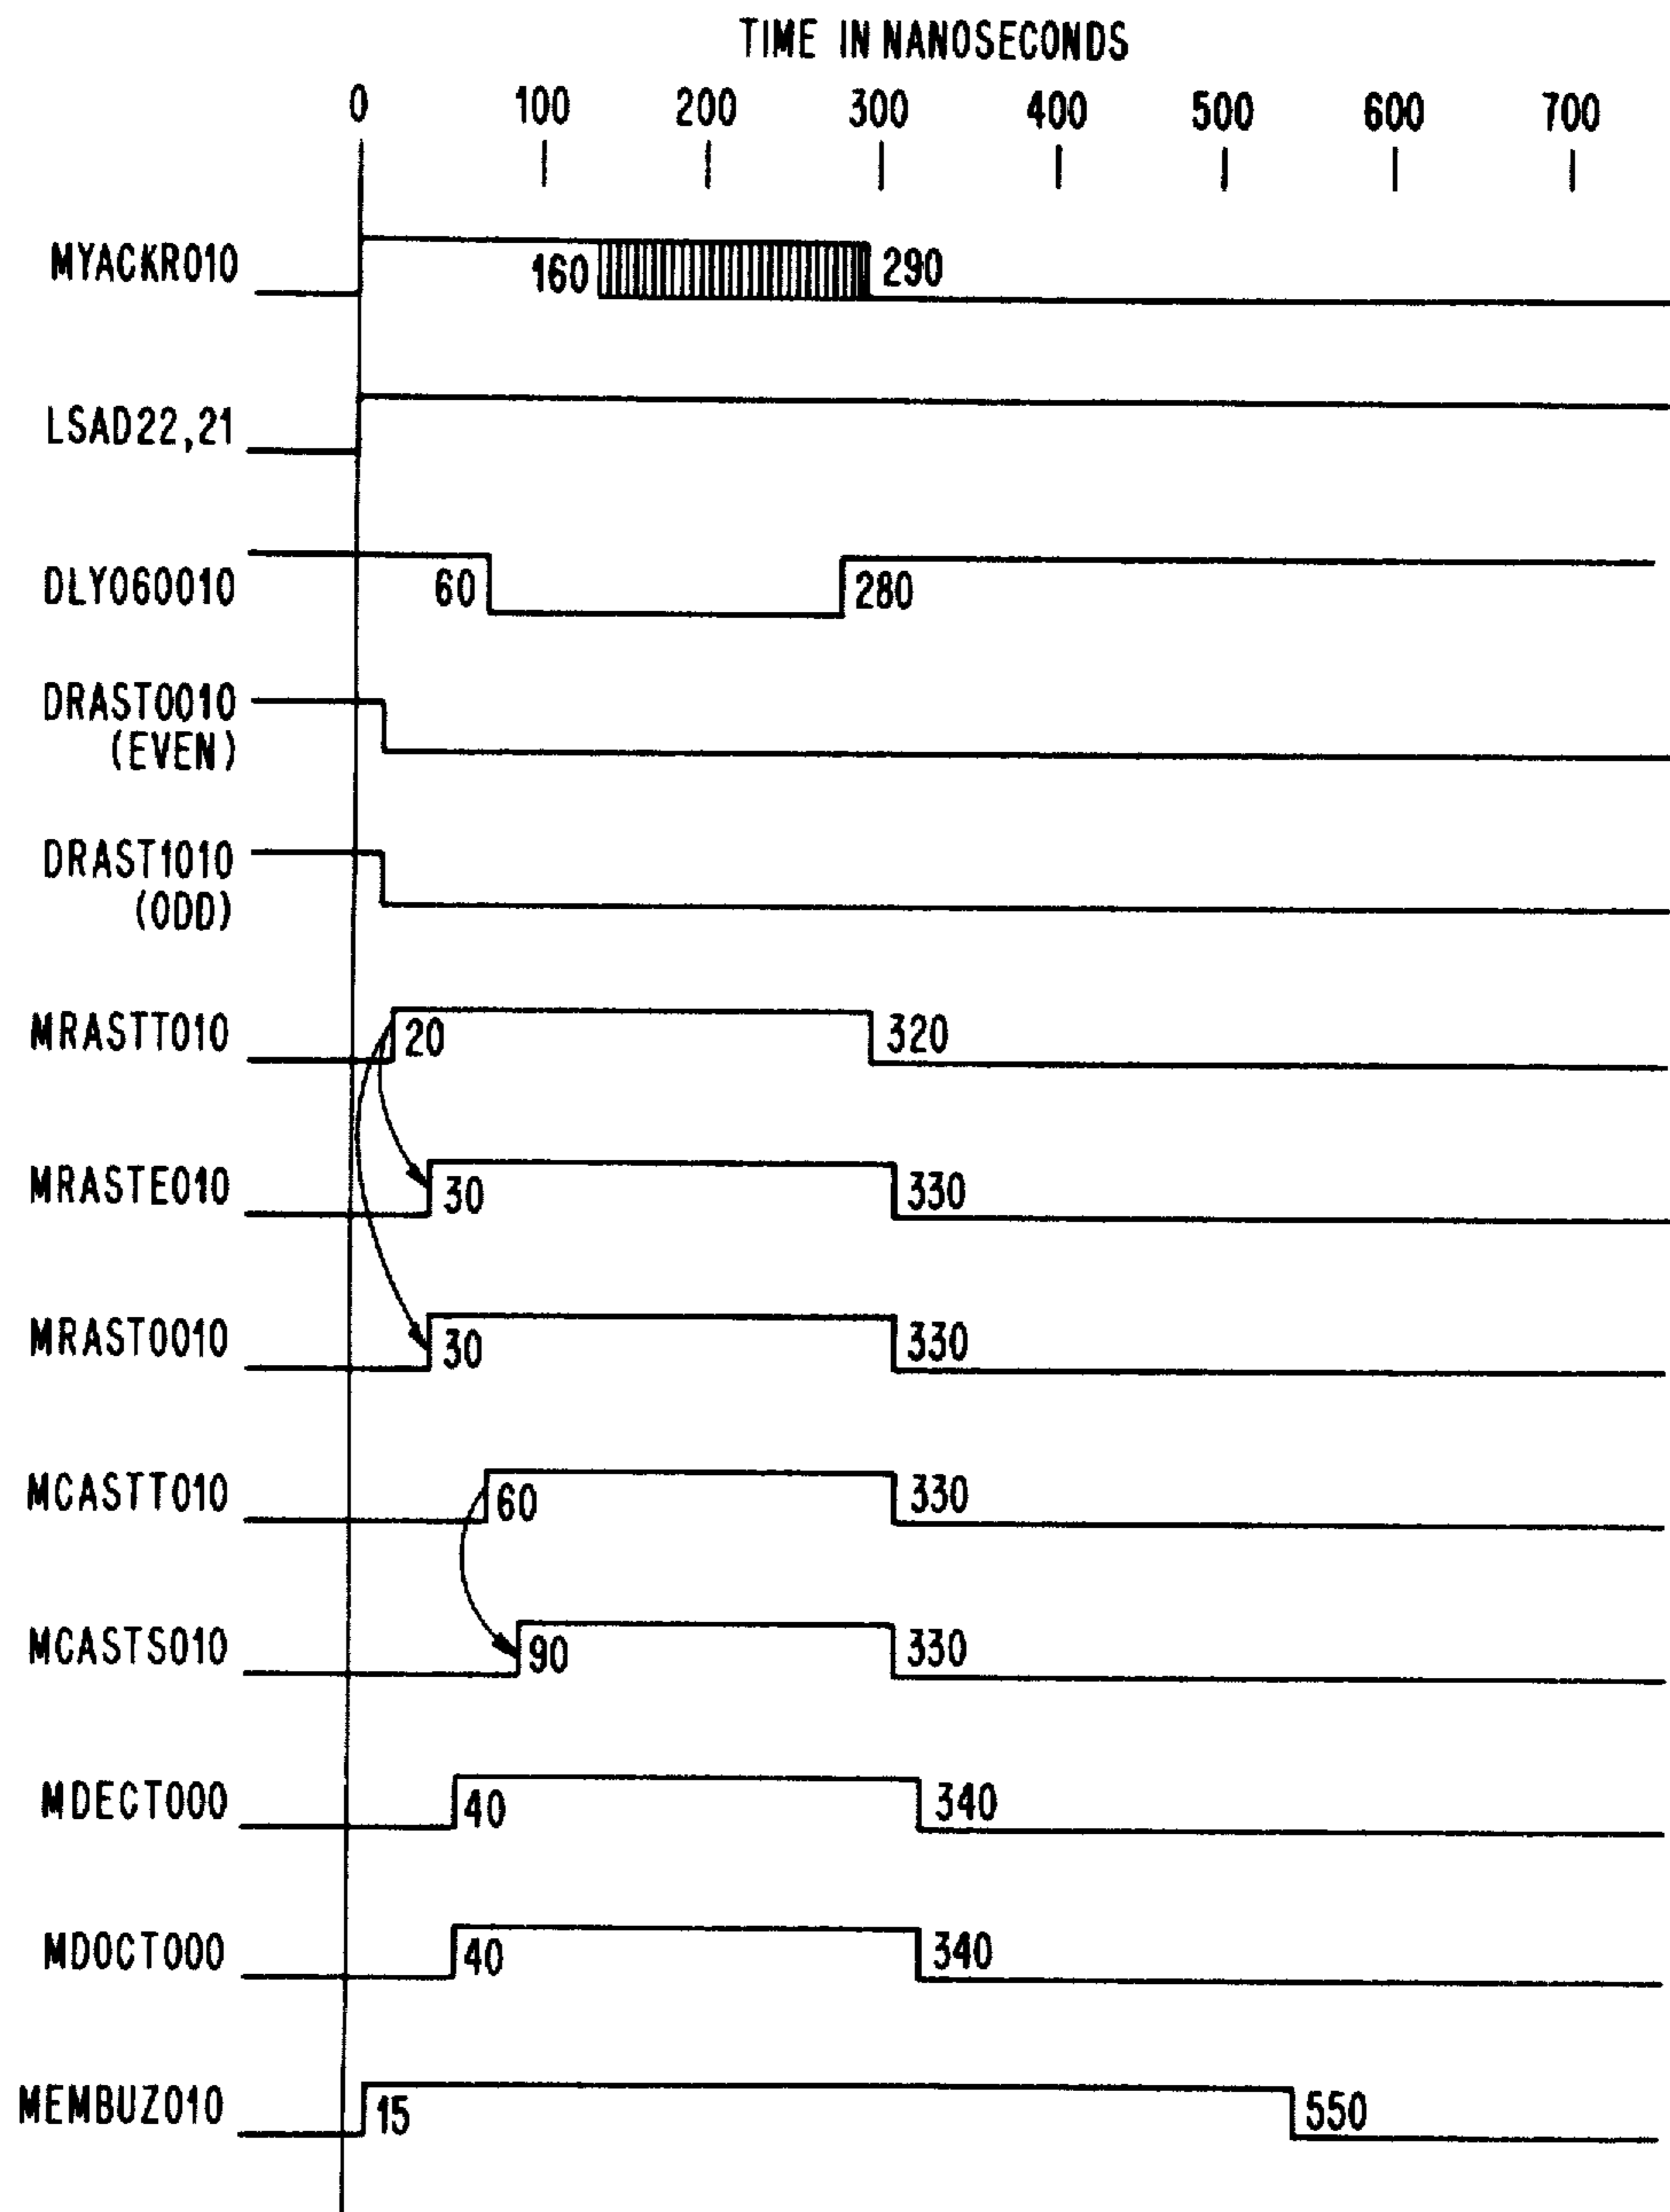 TIME IN NANOSECONDS
0 100 200 300 400 500 600 700
MYACKR010 160 290
LSAD22,21
DLY060010 60 280
DRAST0010
(EVEN)
DRAST1010
(ODD)
MRASTT010 20 320
MRASTE010 30 330
MRASTO010 30 330
MCASTT010 60 330
MCASTS010 90 330
MDECT000 40 340
MDOCT000 40 340
MEMBUZ010 15 550